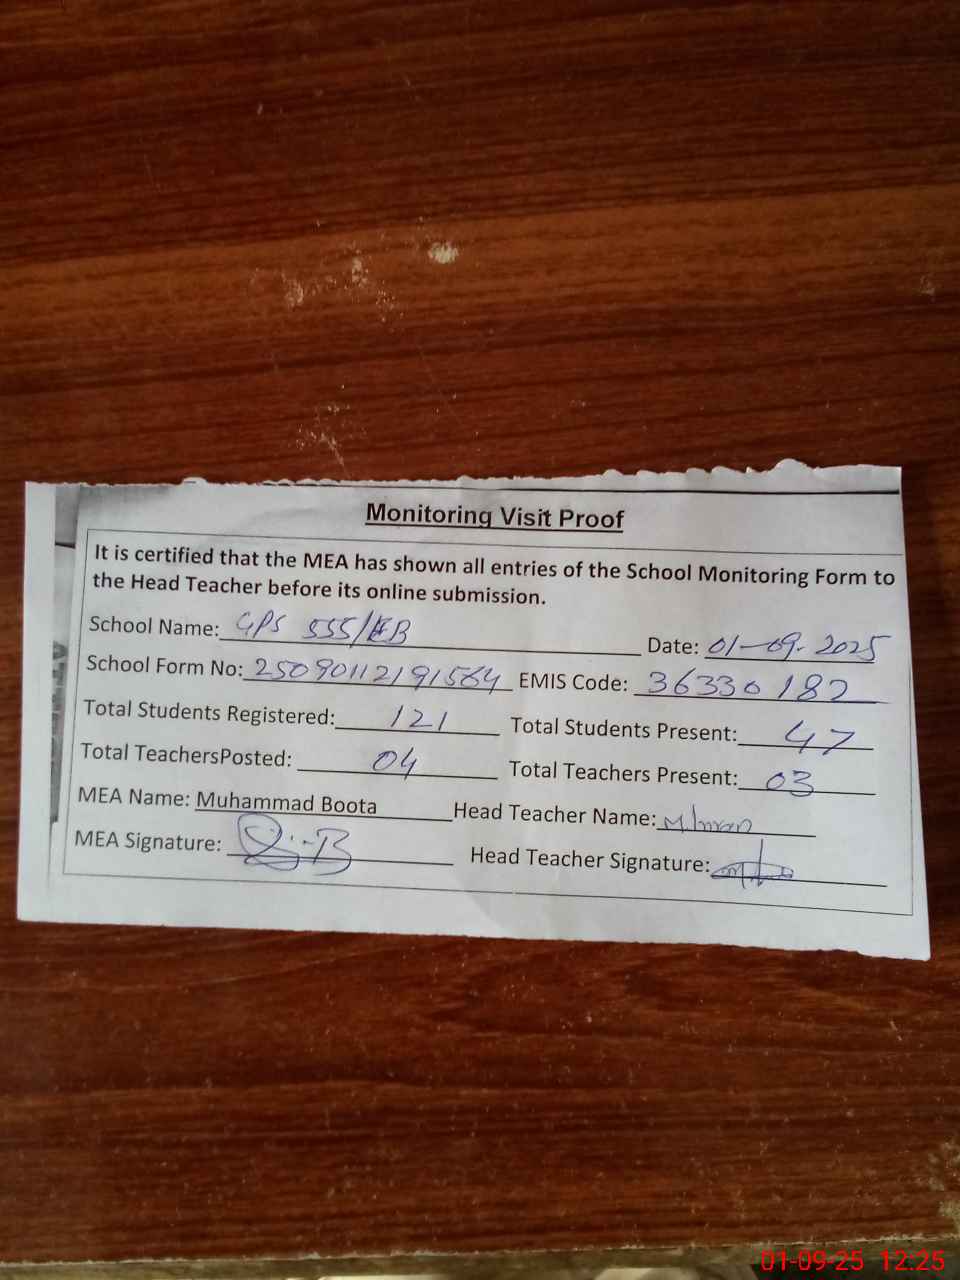 Monitoring Visit Proof
It is certified that the MEA has shown all entries of the School Monitoring Form to
the Head Teacher before its online submission.
School Name: GPS 555/EB Date: 01-09-2025
School Form No: 25090112191564 EMIS Code: 36330182
Total Students Registered: 121 Total Students Present: 47
Total TeachersPosted: 04 Total Teachers Present: 03
MEA Name: Muhammad Boota Head Teacher Name: M. Imran
MEA Signature: Head Teacher Signature:
01-09-25 12:25